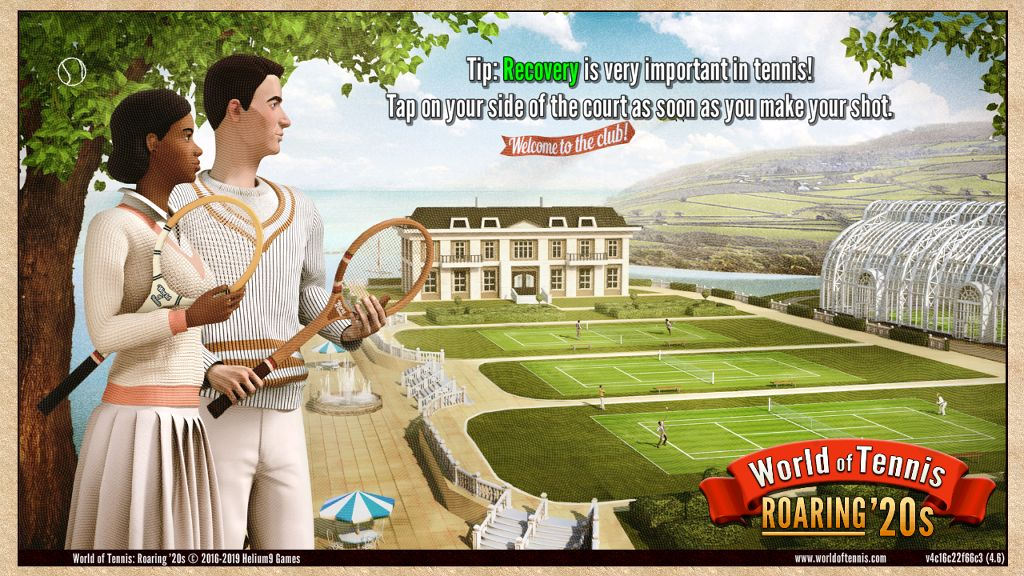 Tip: Recovery is very important in tennis!
Tap on your side of the court as soon as you make your shot.
Welcome to the club!
World of Tennis
ROARING '20s
World of Tennis: Roaring '20s © 2016-2019 Helium9 Games
www.worldoftennis.com
v4c16c22f66c3 (4.6)